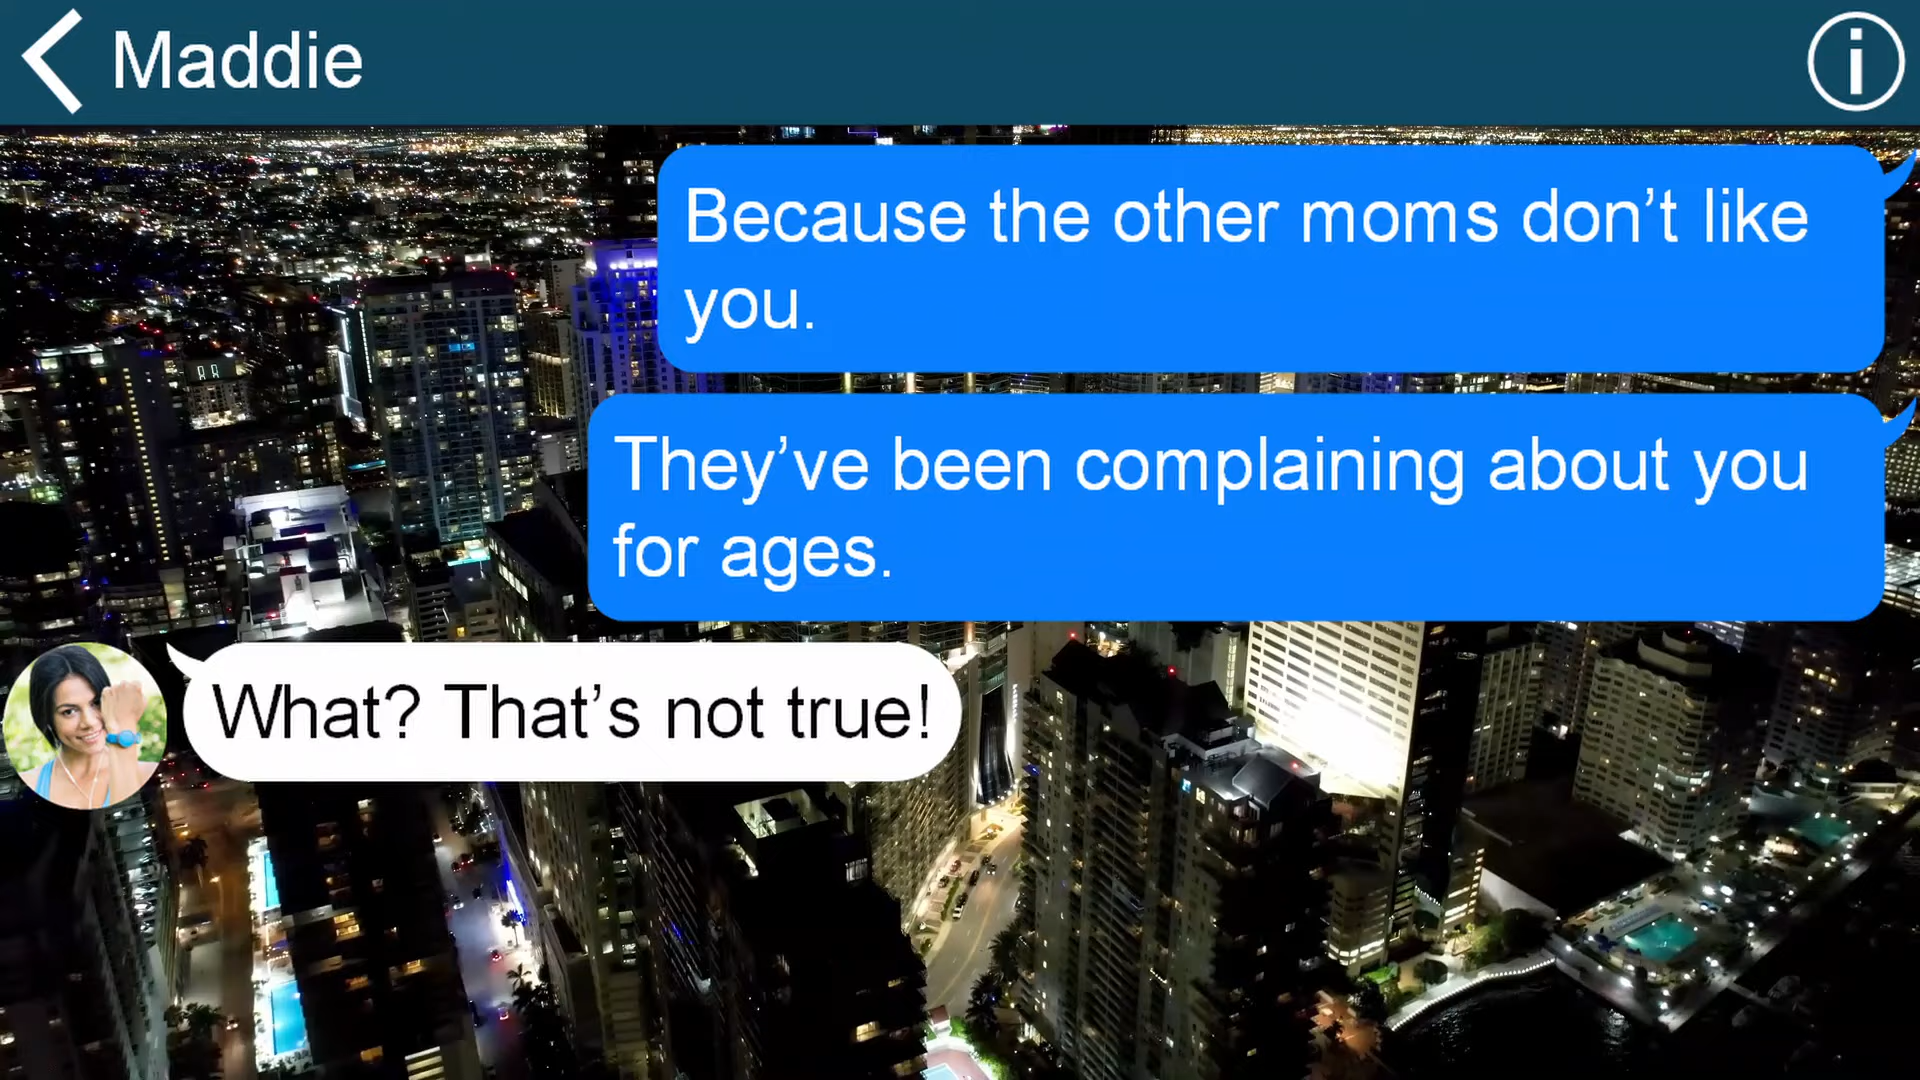 Maddie
Because the other moms don’t like
you.
They’ve been complaining about you
for ages.
What? That’s not true!